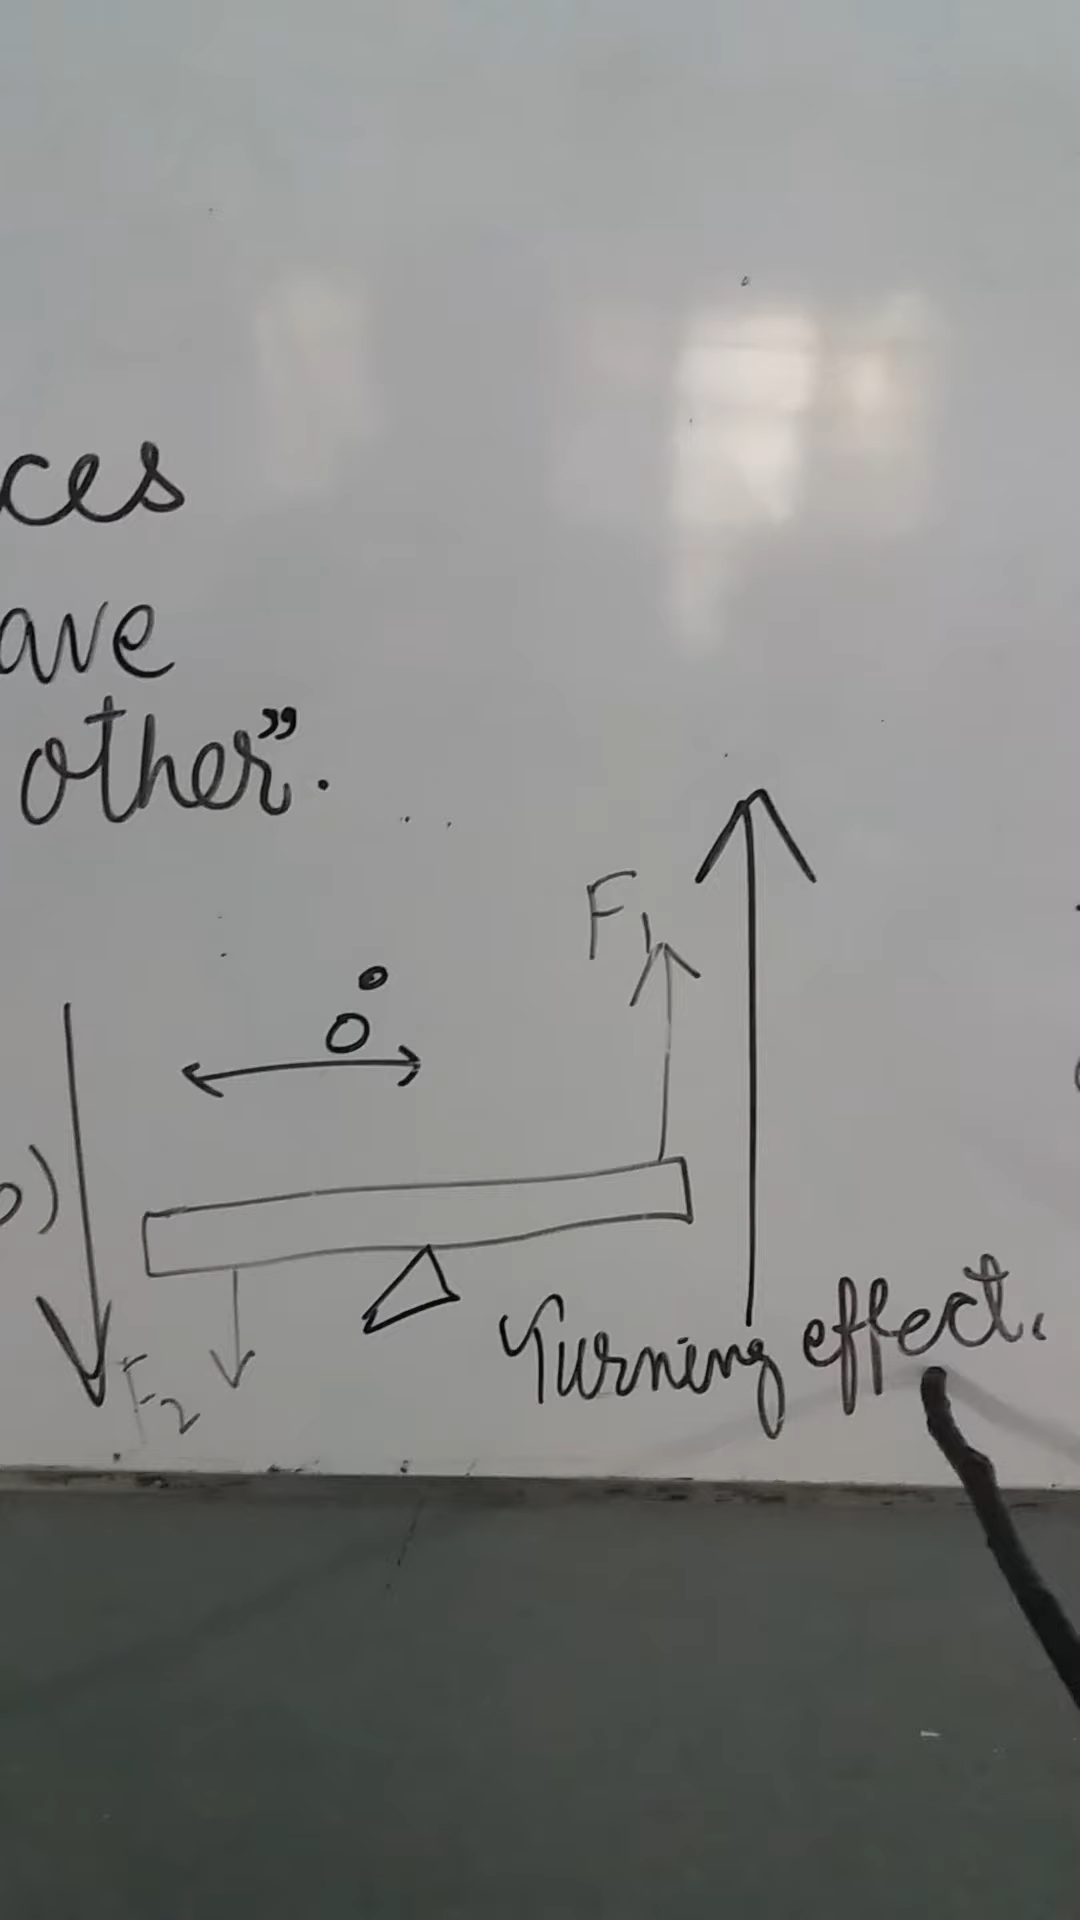 ces
ave
other”.
F₁
O
)
F₂
Turning effect.